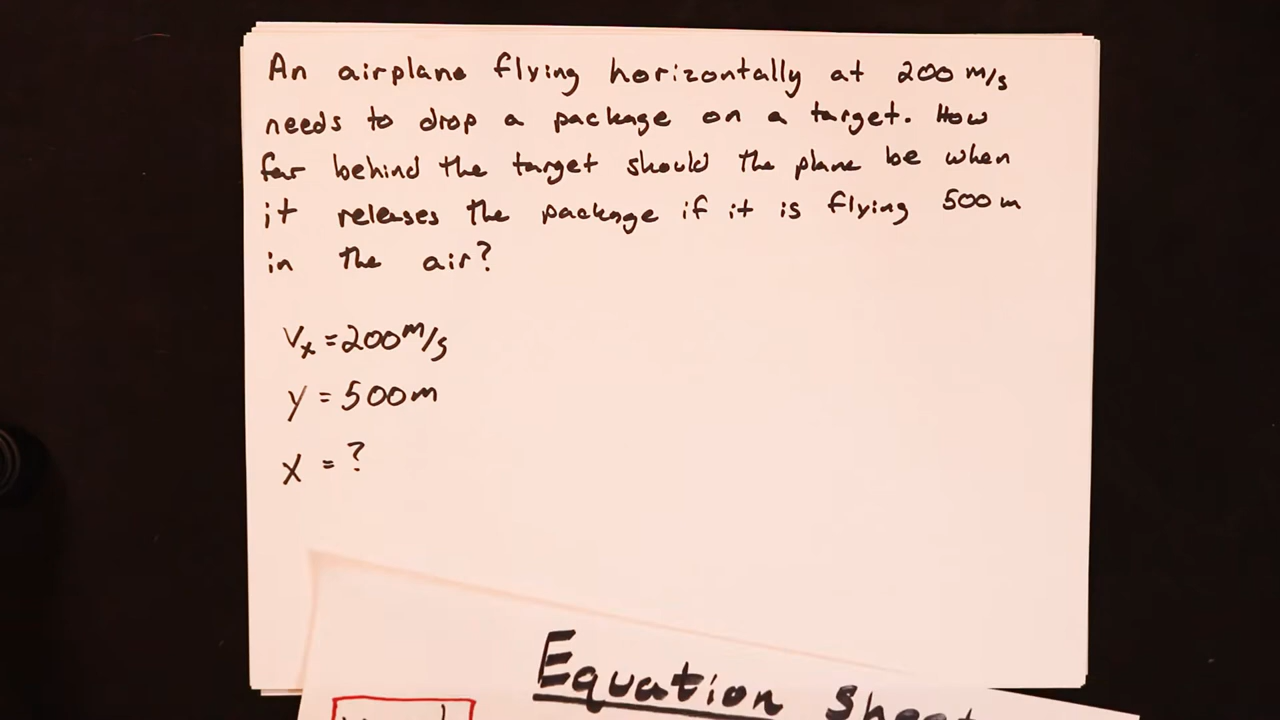 An airplane flying horizontally at 200 m/s
needs to drop a package on a target. How
far behind the target should the plane be when
it releases the package if it is flying 500 m
in the air?
Vx = 200 m/s
y = 500 m
x = ?
Equation Sheet